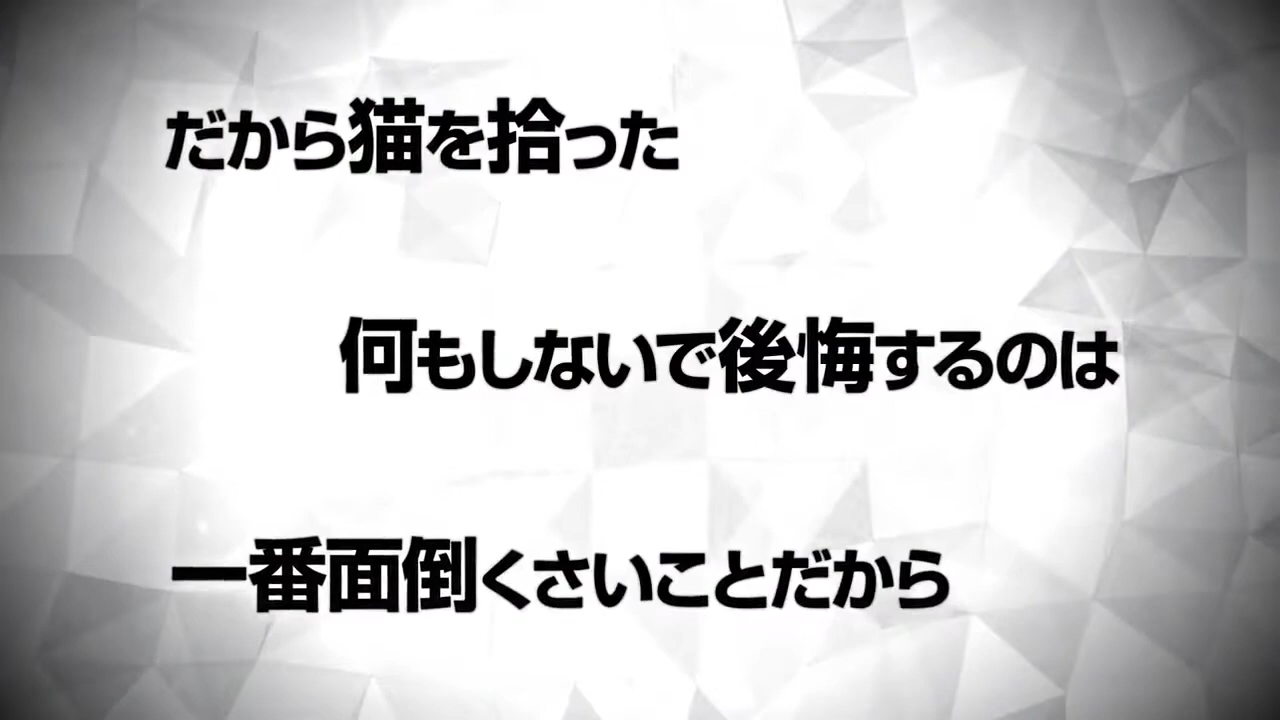 だから猫を拾った
何もしないで後悔するのは
一番面倒くさいことだから